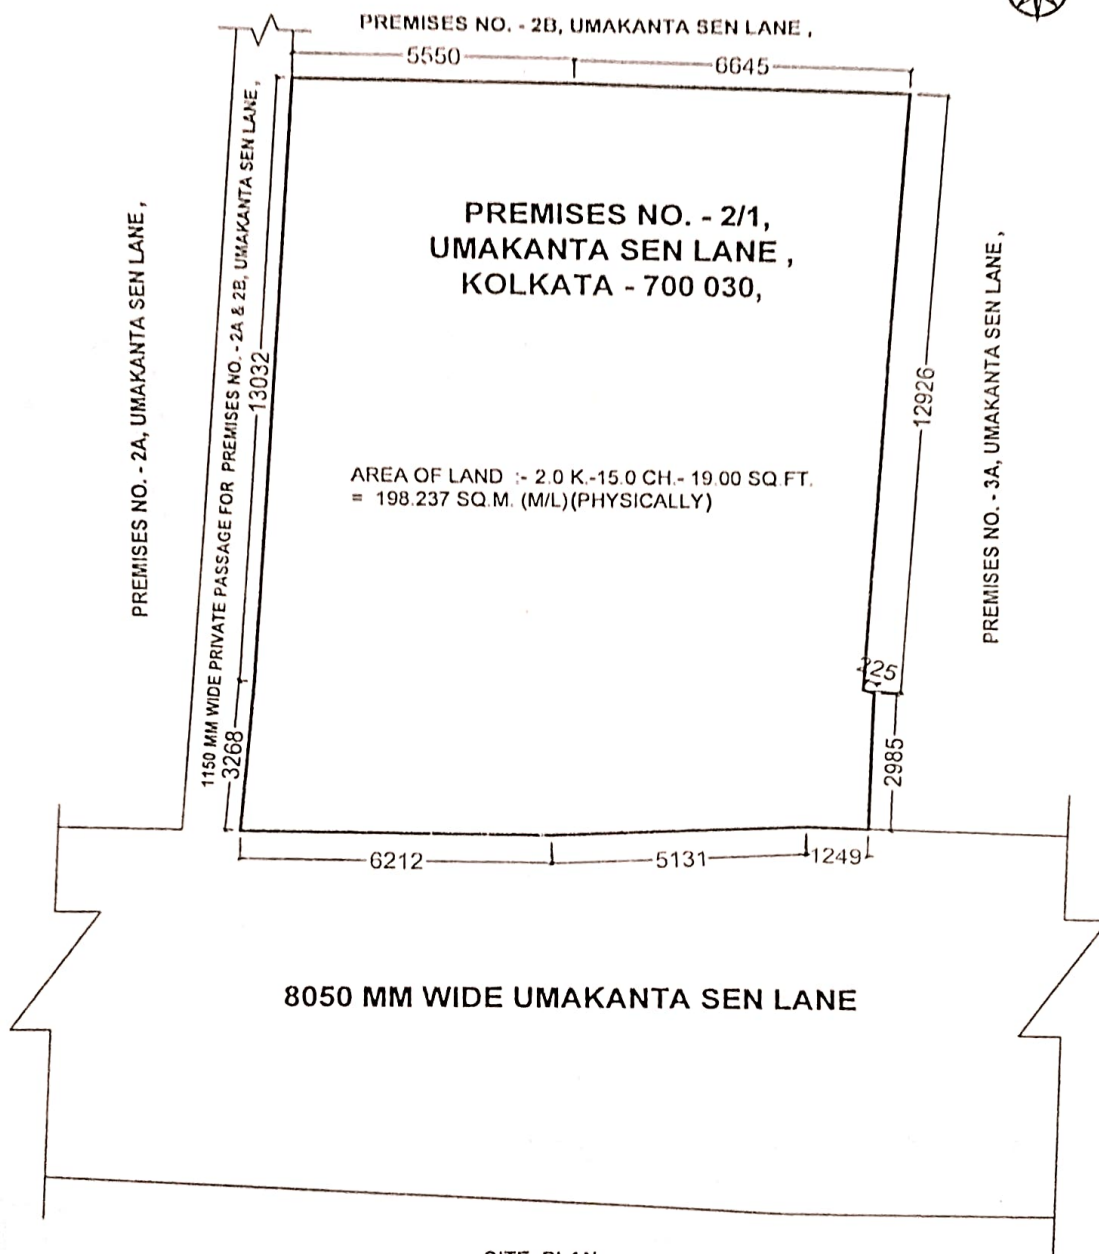 PREMISES NO. - 2B, UMAKANTA SEN LANE ,
5550
6645
PREMISES NO. - 2A, UMAKANTA SEN LANE ,
1150 MM WIDE PRIVATE PASSAGE FOR PREMISES NO. - 2A & 2B, UMAKANTA SEN LANE ,
13032
3268
PREMISES NO. - 2/1,
UMAKANTA SEN LANE ,
KOLKATA - 700 030,
AREA OF LAND :- 2.0 K.-15.0 CH.- 19.00 SQ.FT.
= 198.237 SQ.M. (M/L)(PHYSICALLY)
12926
225
2985
PREMISES NO. - 3A, UMAKANTA SEN LANE ,
6212
5131
1249
8050 MM WIDE UMAKANTA SEN LANE
SITE PLAN